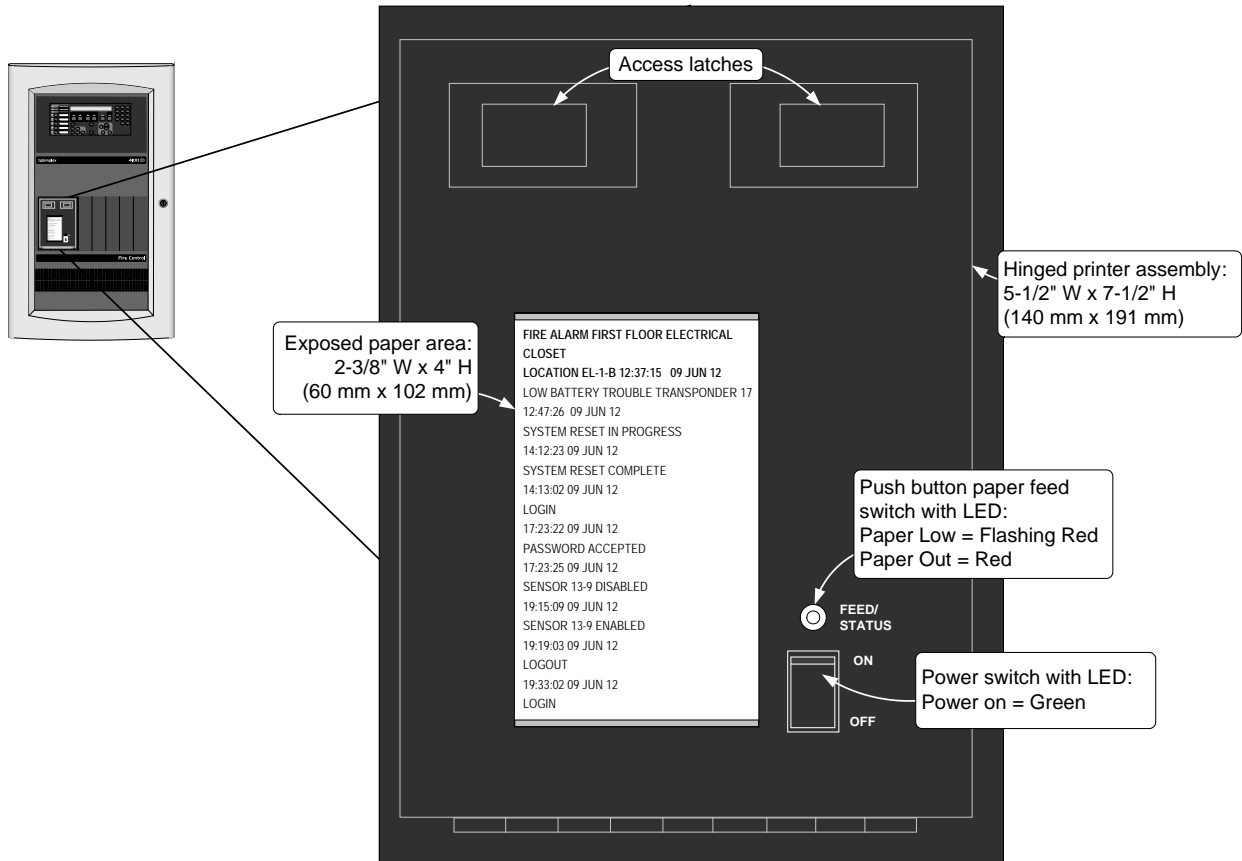 Access latches
Simplex
4100
Fire Control
Hinged printer assembly:
5-1/2" W x 7-1/2" H
(140 mm x 191 mm)
Exposed paper area:
2-3/8" W x 4" H
(60 mm x 102 mm)
FIRE ALARM FIRST FLOOR ELECTRICAL
CLOSET
LOCATION EL-1-B 12:37:15 09 JUN 12
LOW BATTERY TROUBLE TRANSPONDER 17
12:47:26 09 JUN 12
SYSTEM RESET IN PROGRESS
14:12:23 09 JUN 12
SYSTEM RESET COMPLETE
14:13:02 09 JUN 12
LOGIN
17:23:22 09 JUN 12
PASSWORD ACCEPTED
17:23:25 09 JUN 12
SENSOR 13-9 DISABLED
19:15:09 09 JUN 12
SENSOR 13-9 ENABLED
19:19:03 09 JUN 12
LOGOUT
19:33:02 09 JUN 12
LOGIN
Push button paper feed
switch with LED:
Paper Low = Flashing Red
Paper Out = Red
FEED/
STATUS
ON
OFF
Power switch with LED:
Power on = Green